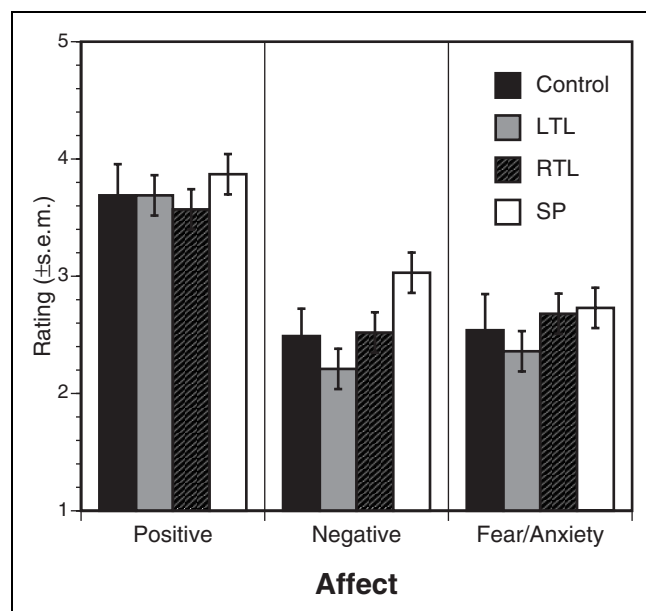 5
4
3
2
1
Rating (±s.e.m.)
Control
LTL
RTL
SP
Positive
Negative
Fear/Anxiety
Affect